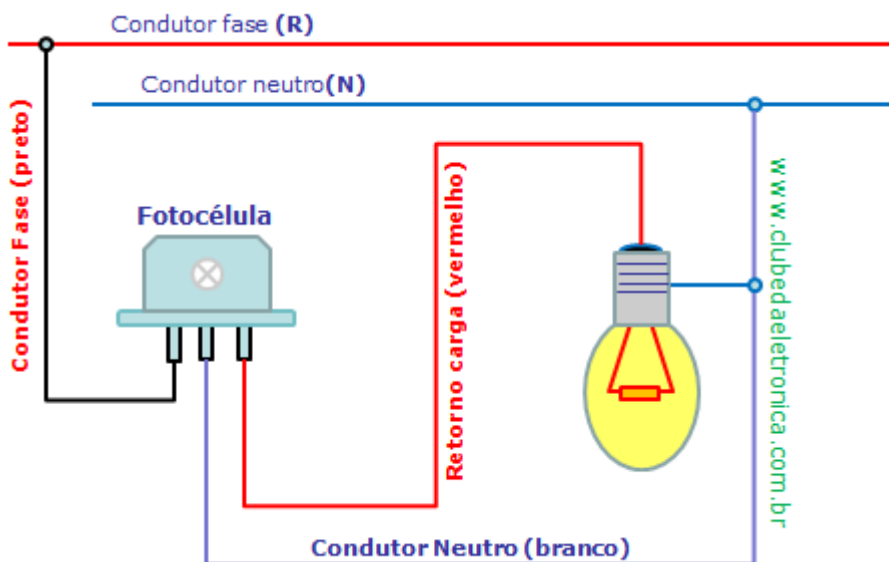 Condutor fase (R)
Condutor neutro(N)
Condutor Fase (preto)
Fotocélula
Retorno carga (vermelho)
www.clubedaeletronica.com.br
Condutor Neutro (branco)